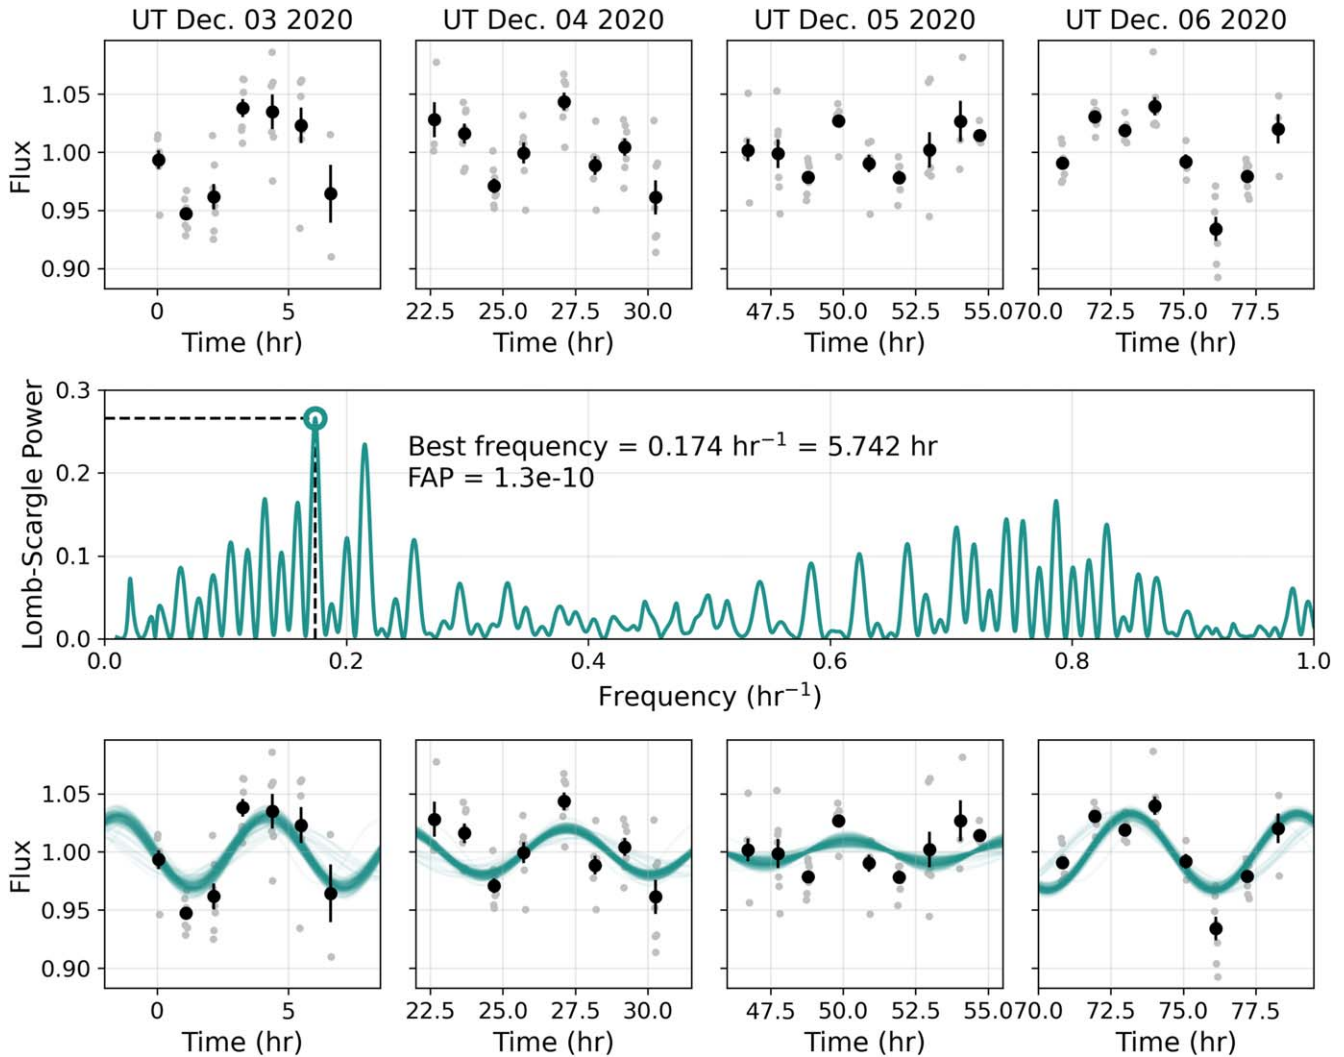 UT Dec. 03 2020 UT Dec. 04 2020 UT Dec. 05 2020 UT Dec. 06 2020
Flux
1.05
1.00
0.95
0.90
0 5 22.5 25.0 27.5 30.0 47.5 50.0 52.5 55.0 70.0 72.5 75.0 77.5
Time (hr) Time (hr) Time (hr) Time (hr)
Lomb-Scargle Power
0.3
0.2
0.1
0.0
Best frequency = 0.174 hr⁻¹ = 5.742 hr
FAP = 1.3e-10
0.0 0.2 0.4 0.6 0.8 1.0
Frequency (hr⁻¹)
Flux
1.05
1.00
0.95
0.90
0 5 22.5 25.0 27.5 30.0 47.5 50.0 52.5 55.0 70.0 72.5 75.0 77.5
Time (hr) Time (hr) Time (hr) Time (hr)